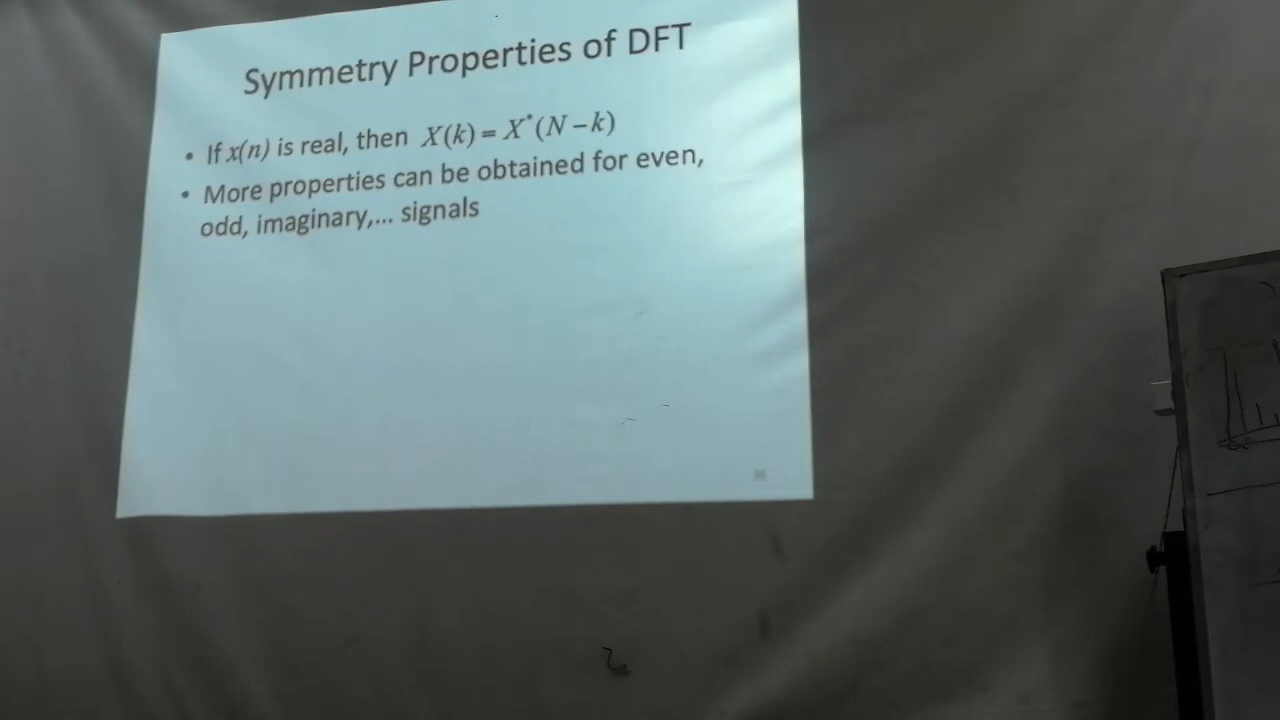 Symmetry Properties of DFT
• If x(n) is real, then X(k) = X*(N – k)
• More properties can be obtained for even,
odd, imaginary,... signals